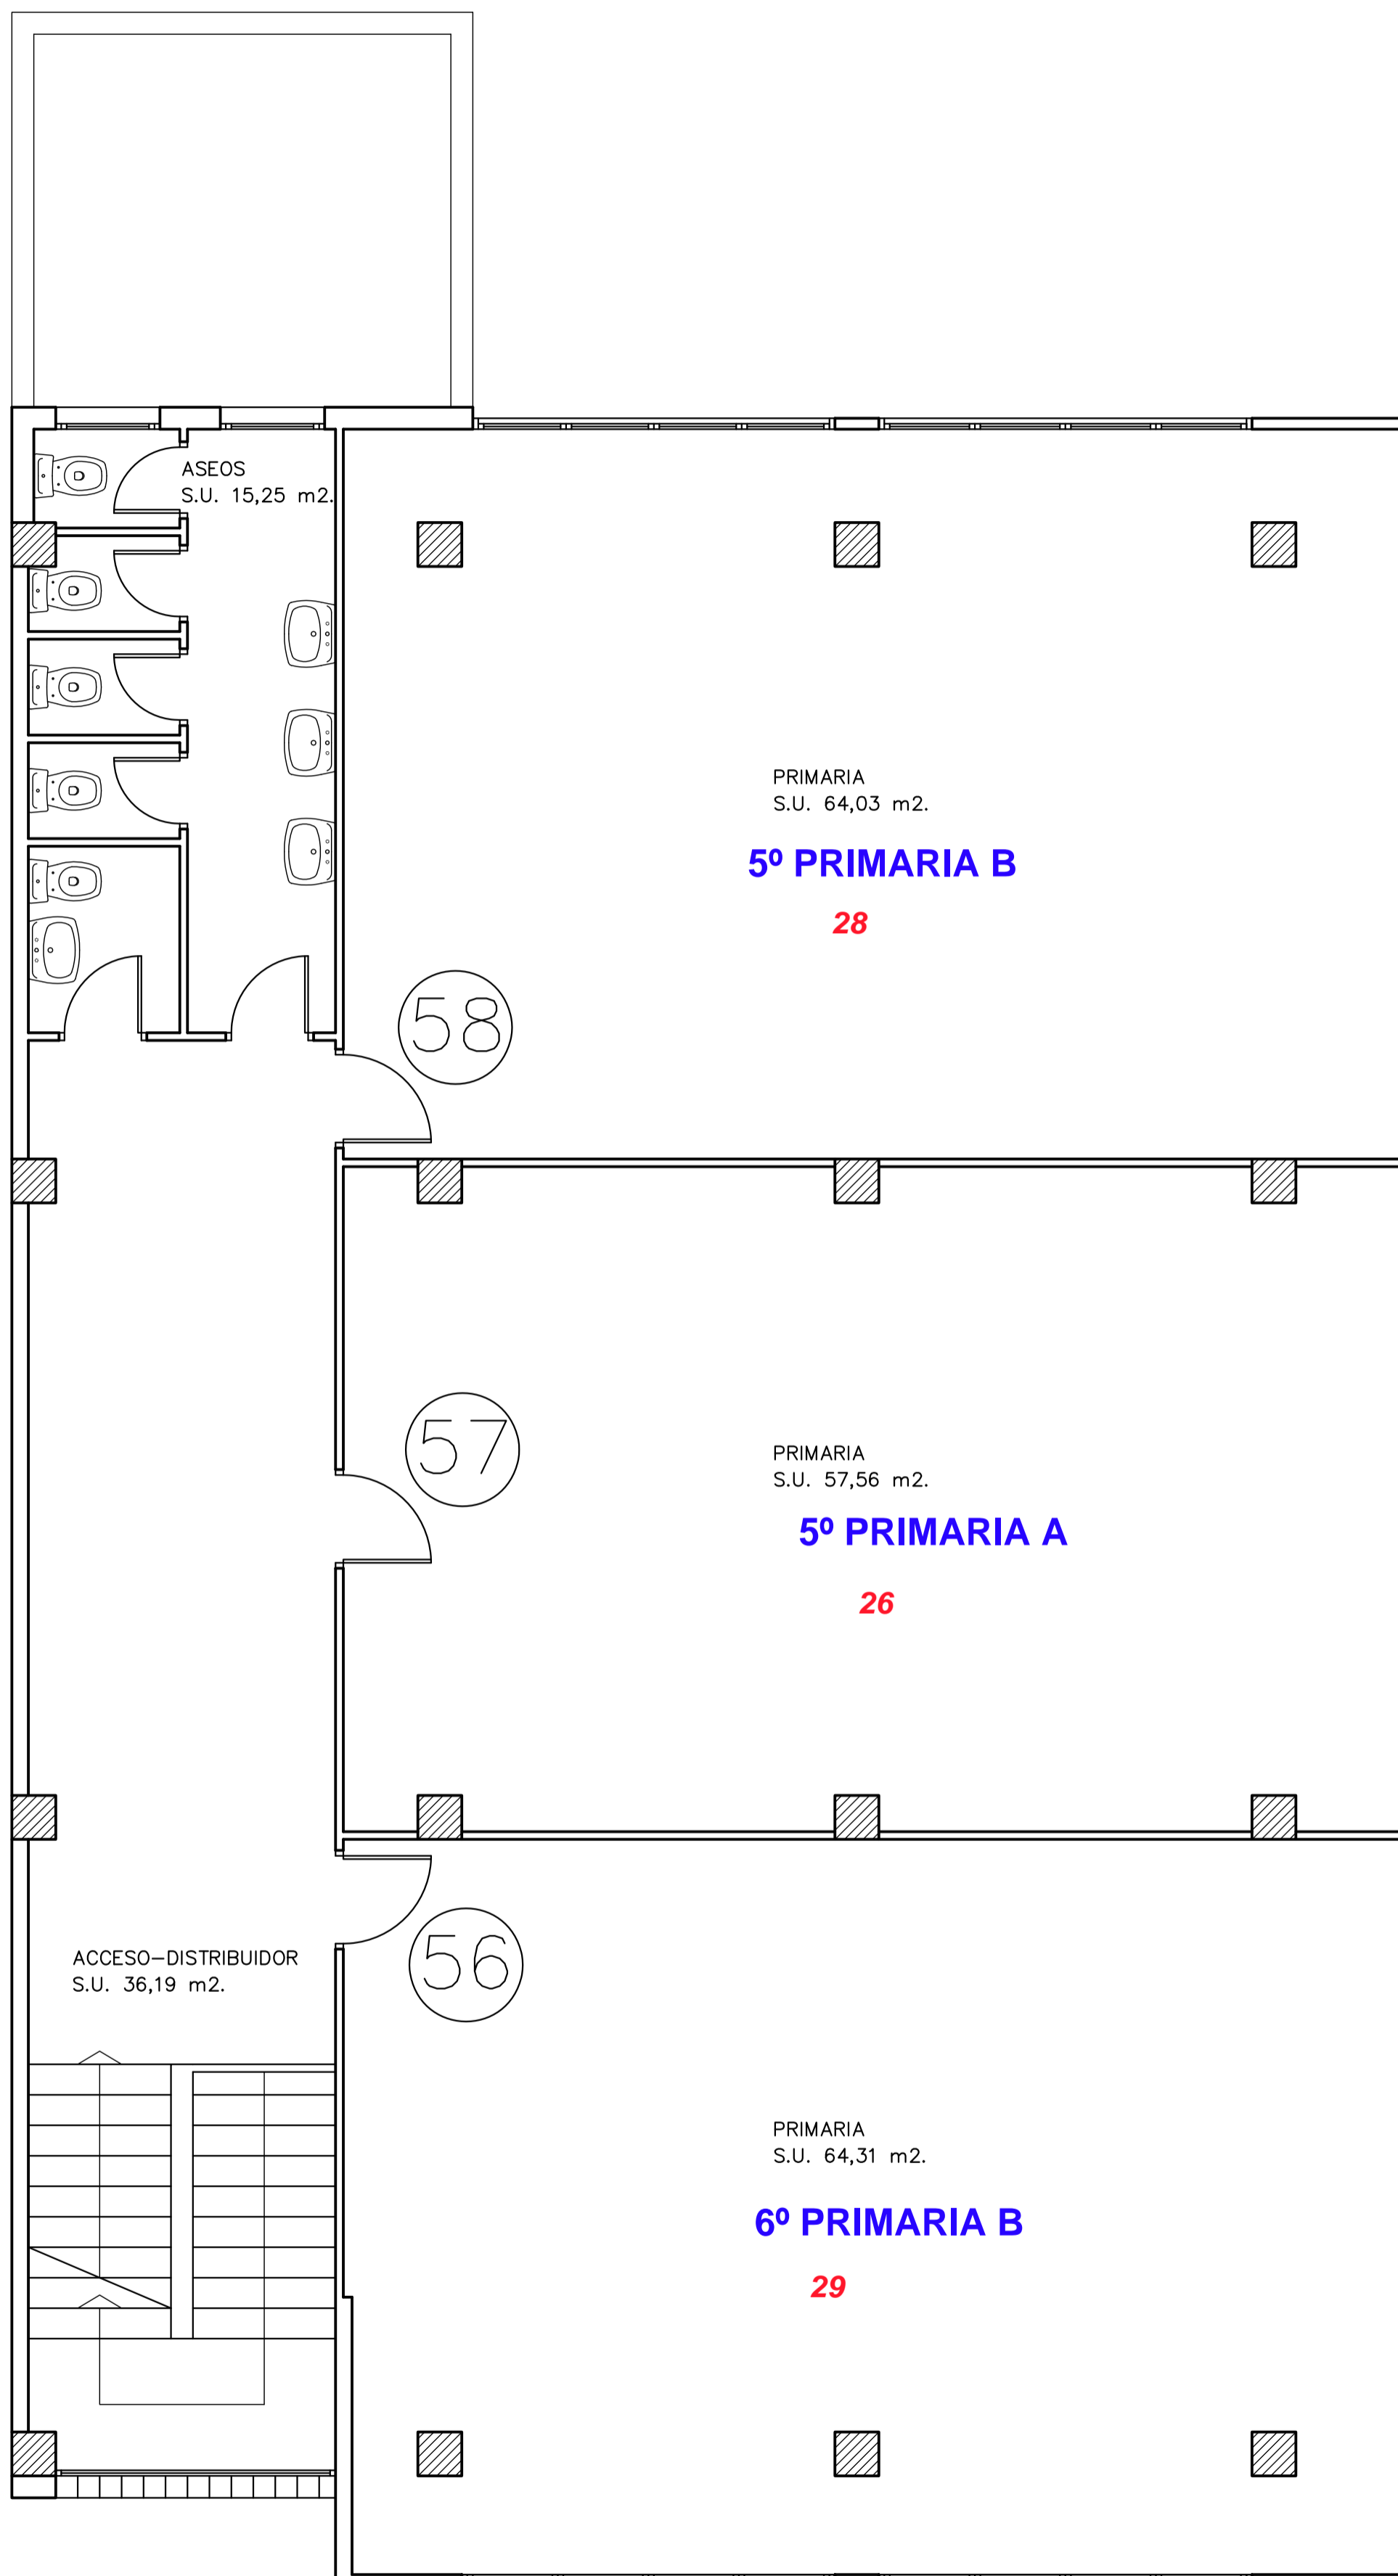 ASEOS
S.U. 15,25 m2.
PRIMARIA
S.U. 64,03 m2.
5º PRIMARIA B
28
58
57
PRIMARIA
S.U. 57,56 m2.
5º PRIMARIA A
26
56
ACCESO-DISTRIBUIDOR
S.U. 36,19 m2.
PRIMARIA
S.U. 64,31 m2.
6º PRIMARIA B
29